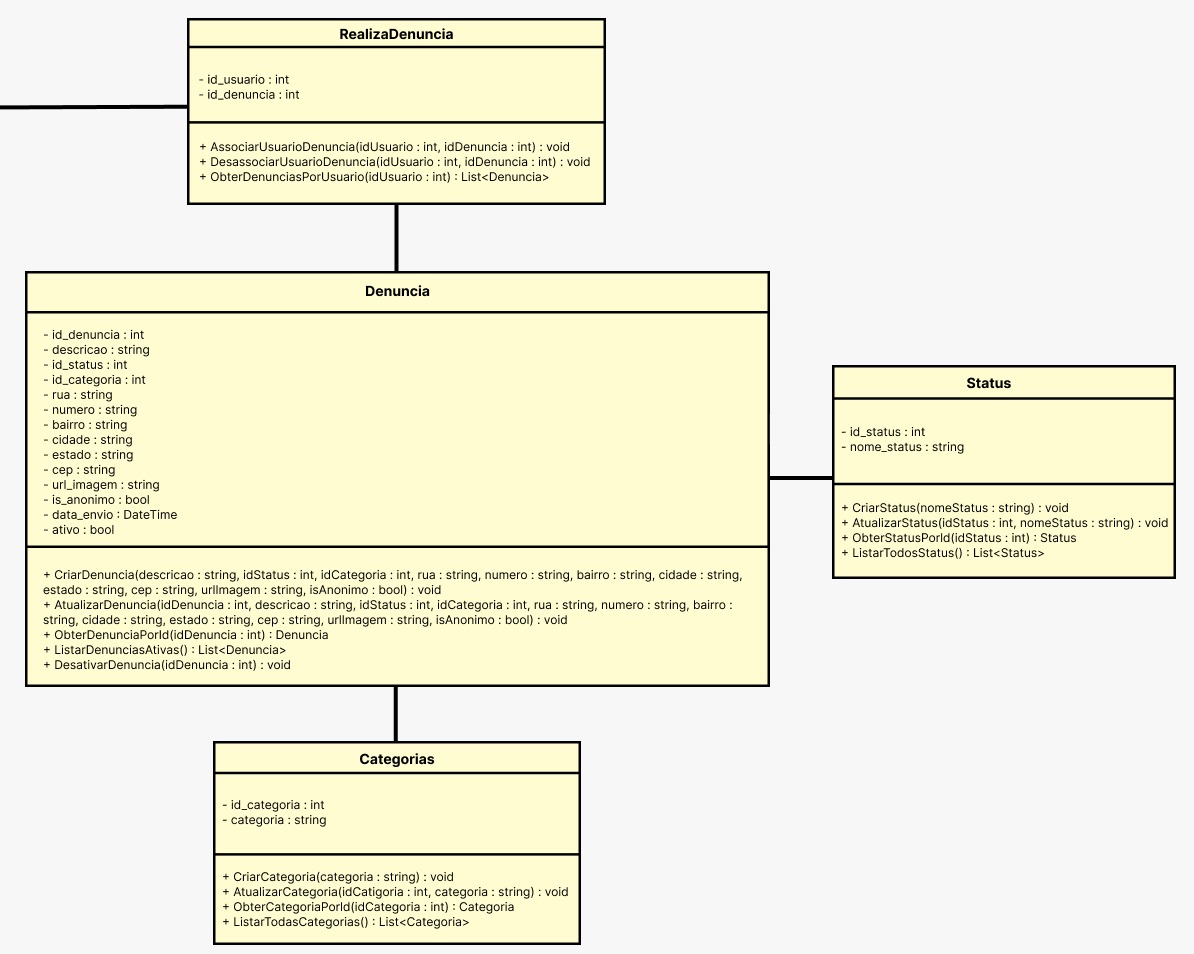 RealizaDenuncia
- id_usuario : int
- id_denuncia : int
+ AssociarUsuarioDenuncia(idUsuario : int, idDenuncia : int) : void
+ DesassociarUsuarioDenuncia(idUsuario : int, idDenuncia : int) : void
+ ObterDenunciasPorUsuario(idUsuario : int) : List<Denuncia>
Denuncia
- id_denuncia : int
- descricao : string
- id_status : int
- id_categoria : int
- rua : string
- numero : string
- bairro : string
- cidade : string
- estado : string
- cep : string
- url_imagem : string
- is_anonimo : bool
- data_envio : DateTime
- ativo : bool
+ CriarDenuncia(descricao : string, idStatus : int, idCategoria : int, rua : string, numero : string, bairro : string, cidade : string,
estado : string, cep : string, urlImagem : string, isAnonimo : bool) : void
+ AtualizarDenuncia(idDenuncia : int, descricao : string, idStatus : int, idCategoria : int, rua : string, numero : string, bairro :
string, cidade : string, estado : string, cep : string, urlImagem : string, isAnonimo : bool) : void
+ ObterDenunciaPorId(idDenuncia : int) : Denuncia
+ ListarDenunciasAtivas() : List<Denuncia>
+ DesativarDenuncia(idDenuncia : int) : void
Status
- id_status : int
- nome_status : string
+ CriarStatus(nomeStatus : string) : void
+ AtualizarStatus(idStatus : int, nomeStatus : string) : void
+ ObterStatusPorId(idStatus : int) : Status
+ ListarTodosStatus() : List<Status>
Categorias
- id_categoria : int
- categoria : string
+ CriarCategoria(categoria : string) : void
+ AtualizarCategoria(idCatigoria : int, categoria : string) : void
+ ObterCategoriaPorId(idCategoria : int) : Categoria
+ ListarTodasCategorias() : List<Categoria>